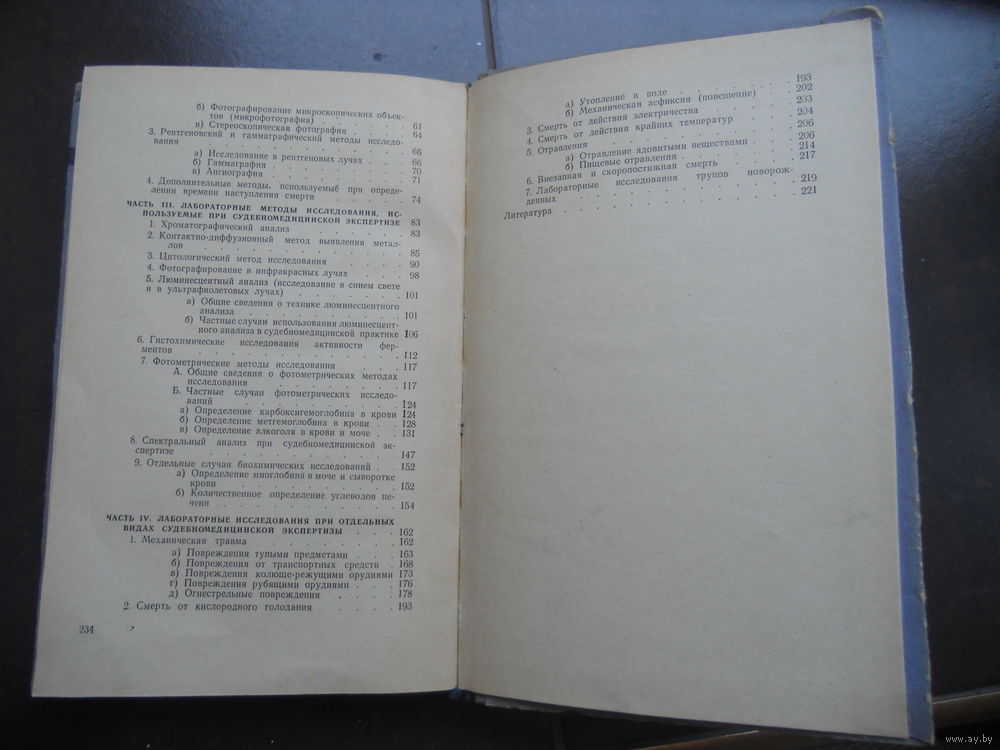 б) Фотографирование микроскопических объек-
тов (микрофотография) . . . . . 61
в) Стереоскопическая фотография . . . 64
3. Рентгеновский и гаммаграфический методы исследо-
вания . . . . . . . . . 66
а) Исследование в рентгеновых лучах . . . 66
б) Гаммаграфия . . . . . . . 70
в) Ангиография . . . . . . . 71
4. Дополнительные методы, используемые при опреде-
лении времени наступления смерти . . . . 74
ЧАСТЬ III. ЛАБОРАТОРНЫЕ МЕТОДЫ ИССЛЕДОВАНИЯ, ИС-
ПОЛЬЗУЕМЫЕ ПРИ СУДЕБНОМЕДИЦИНСКОЙ ЭКСПЕРТИЗЕ 83
1. Хроматографический анализ . . . . . 83
2. Контактно-диффузионный метод выявления метал-
лов . . . . . . . . . 85
3. Цитологический метод исследования . . . . 90
4. Фотографирование в инфракрасных лучах . . . 98
5. Люминесцентный анализ (исследование в синем свете
и в ультрафиолетовых лучах) . . . . . 101
а) Общие сведения о технике люминесцентного
анализа . . . . . . . . 101
б) Частные случаи использования люминесцент-
ного анализа в судебномедицинской практике 106
6. Гистохимические исследования активности фер-
ментов . . . . . . . . . 112
7. Фотометрические методы исследования . . . 117
А. Общие сведения о фотометрических методах
исследования . . . . . . 117
Б. Частные случаи фотометрических исследо-
ваний . . . . . . . . 124
а) Определение карбоксигемоглобина в крови 124
б) Определение метгемоглобина в крови . . 128
в) Определение алкоголя в крови и моче . . 131
8. Спектральный анализ при судебномедицинской эк-
спертизе . . . . . . . . . 147
9. Отдельные случаи биохимических исследований . . 152
а) Определение миоглобина в моче и сыворотке
крови . . . . . . . . 152
б) Количественное определение углеводов пе-
чени . . . . . . . . 154
ЧАСТЬ IV. ЛАБОРАТОРНЫЕ ИССЛЕДОВАНИЯ ПРИ ОТДЕЛЬНЫХ
ВИДАХ СУДЕБНОМЕДИЦИНСКОЙ ЭКСПЕРТИЗЫ . . . 162
1. Механическая травма . . . . . . 162
а) Повреждения тупыми предметами . . . 163
б) Повреждения от транспортных средств . . 168
в) Повреждения колюще-режущими орудиями 173
г) Повреждения рубящими орудиями . . . 176
д) Огнестрельные повреждения . . . . 178
2. Смерть от кислородного голодания . . . . 193
234
а) Утопление в воде . . . . . . 193
б) Механическая асфиксия (повешение) . . 202
3. Смерть от действия электричества . . . . 203
4. Смерть от действия крайних температур . . . 204
5. Отравления . . . . . . . . 206
а) Отравление ядовитыми веществами . . . 206
б) Пищевые отравления . . . . . 214
6. Внезапная и скоропостижная смерть . . . . 217
7. Лабораторные исследования трупов новорож-
денных . . . . . . . . . 219
Литература . . . . . . . . . 221
www.ay.by